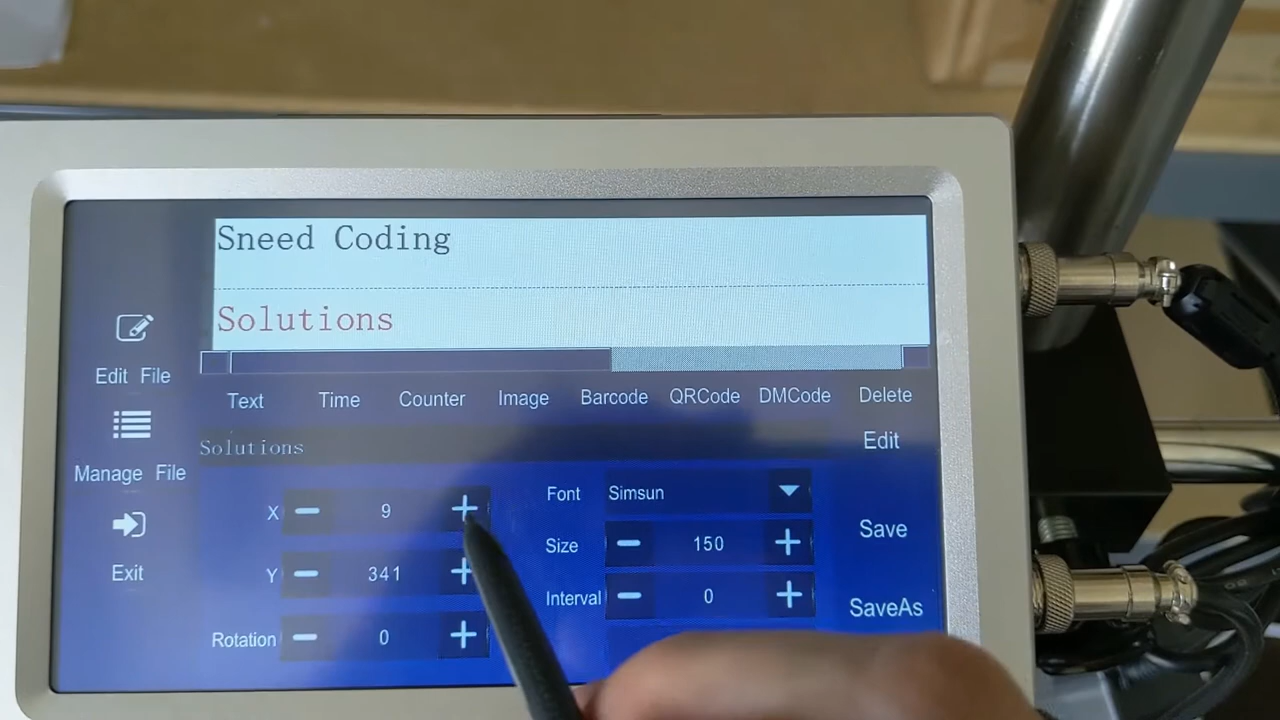 Sneed Coding
Solutions
Text Time Counter Image Barcode QRCode DMCode Delete
Solutions
Edit
Edit File
Manage File
Exit
X 9
Y 341
Rotation 0
Font Simsun
Size 150
Interval 0
Save
SaveAs